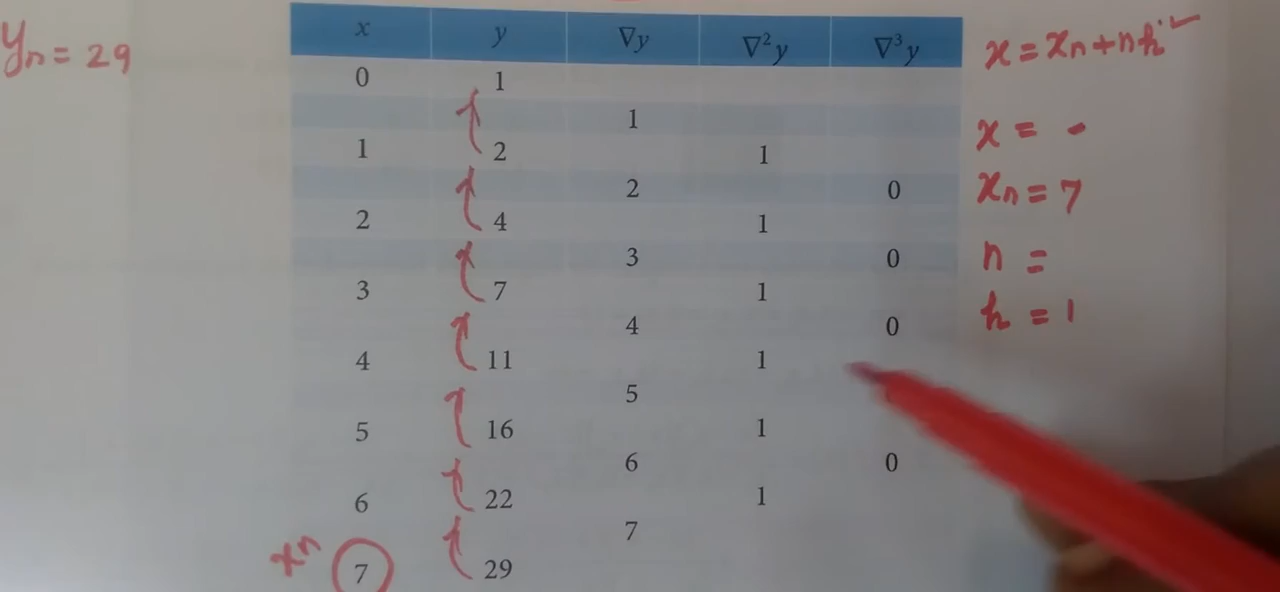 yn = 29
x y ∇y ∇²y ∇³y
x = xn + nh
0 1
1
x =
1 2 1
2 0
xn = 7
2 4 1
3 0
n =
3 7 1
4 0
h = 1
4 11 1
5
5 16 1
6 0
6 22 1
7
xn 7 29